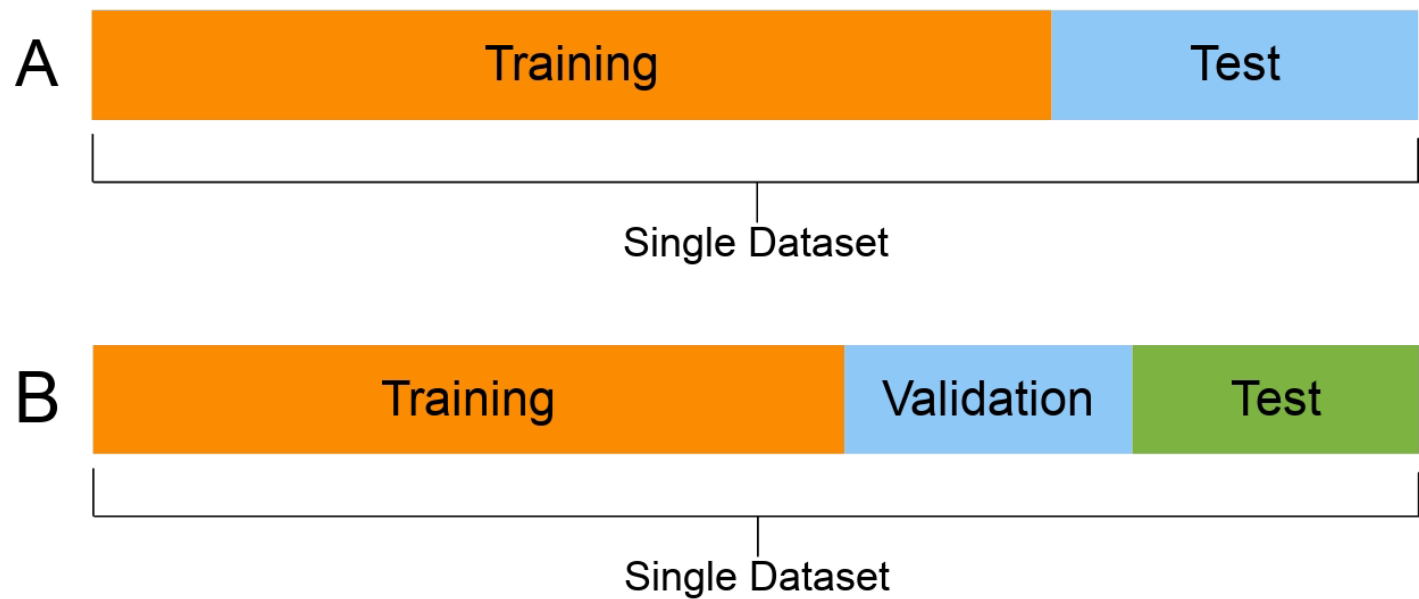 A
Training
Test
Single Dataset
B
Training
Validation
Test
Single Dataset